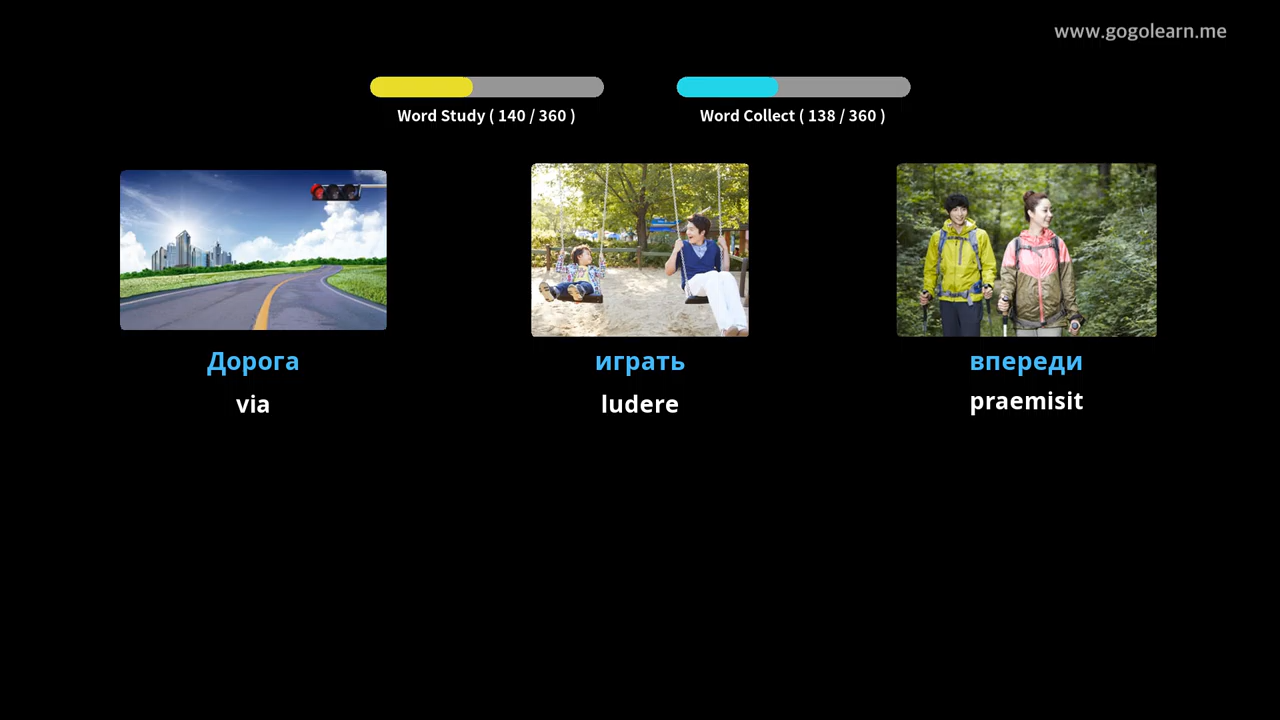 www.gogolearn.me
Word Study ( 140 / 360 )
Word Collect ( 138 / 360 )
Дорога
via
играть
ludere
впереди
praemisit